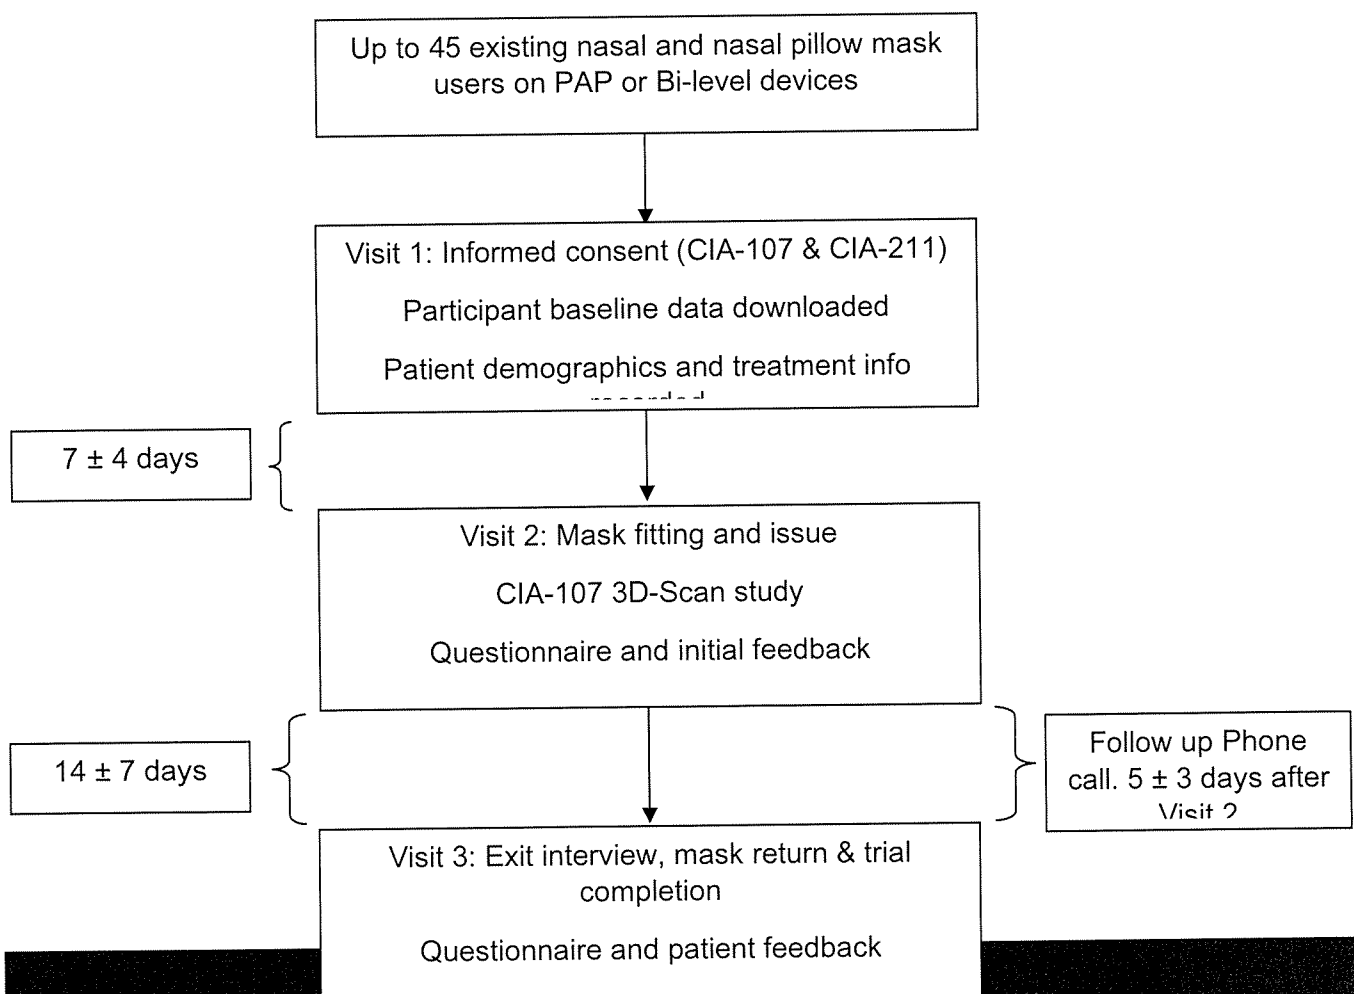 Up to 45 existing nasal and nasal pillow mask
users on PAP or Bi-level devices
Visit 1: Informed consent (CIA-107 & CIA-211)
Participant baseline data downloaded
Patient demographics and treatment info
7 ± 4 days
Visit 2: Mask fitting and issue
CIA-107 3D-Scan study
Questionnaire and initial feedback
14 ± 7 days
Follow up Phone
call. 5 ± 3 days after
Visit 2
Visit 3: Exit interview, mask return & trial
completion
Questionnaire and patient feedback